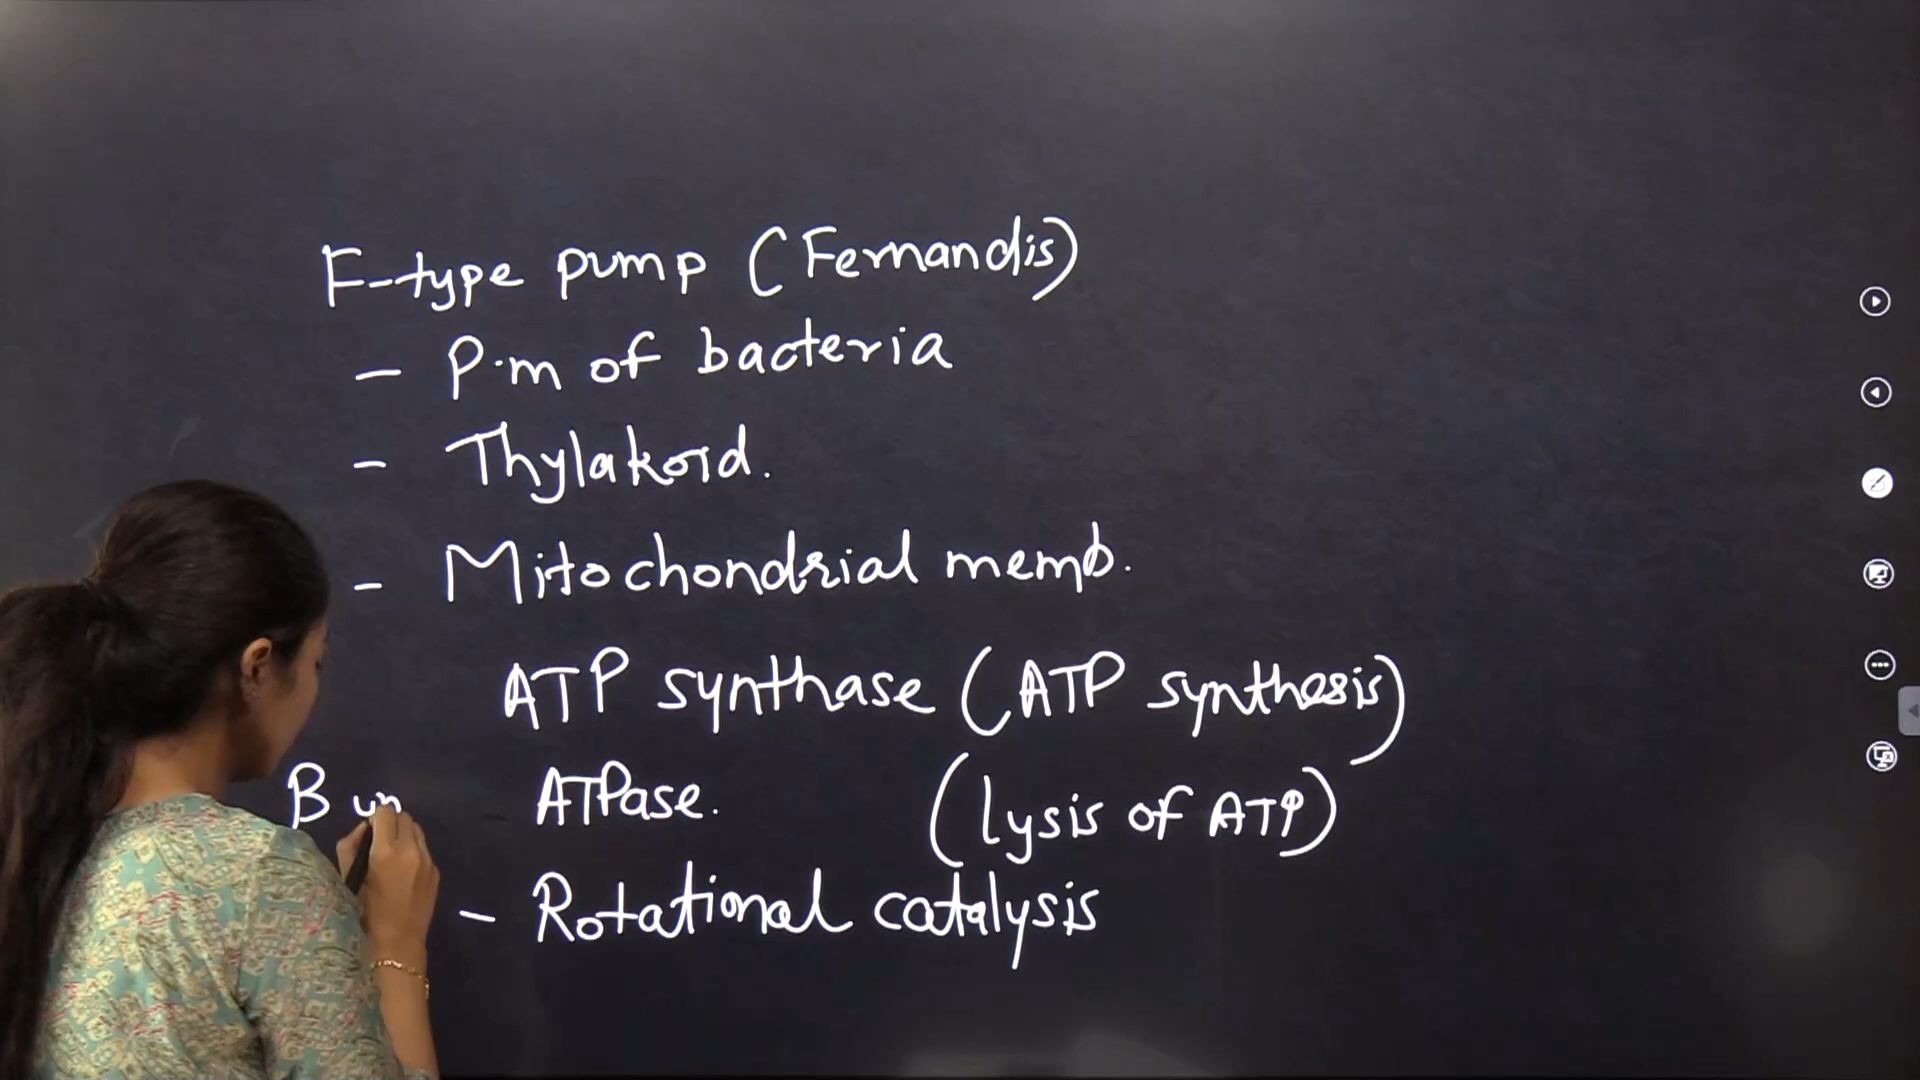 F-type pump (Fernandis)
- P.m of bacteria
- Thylakoid.
- Mitochondrial memb.
ATP synthase (ATP synthesis)
B ATPase. (lysis of ATP)
- Rotational catalysis